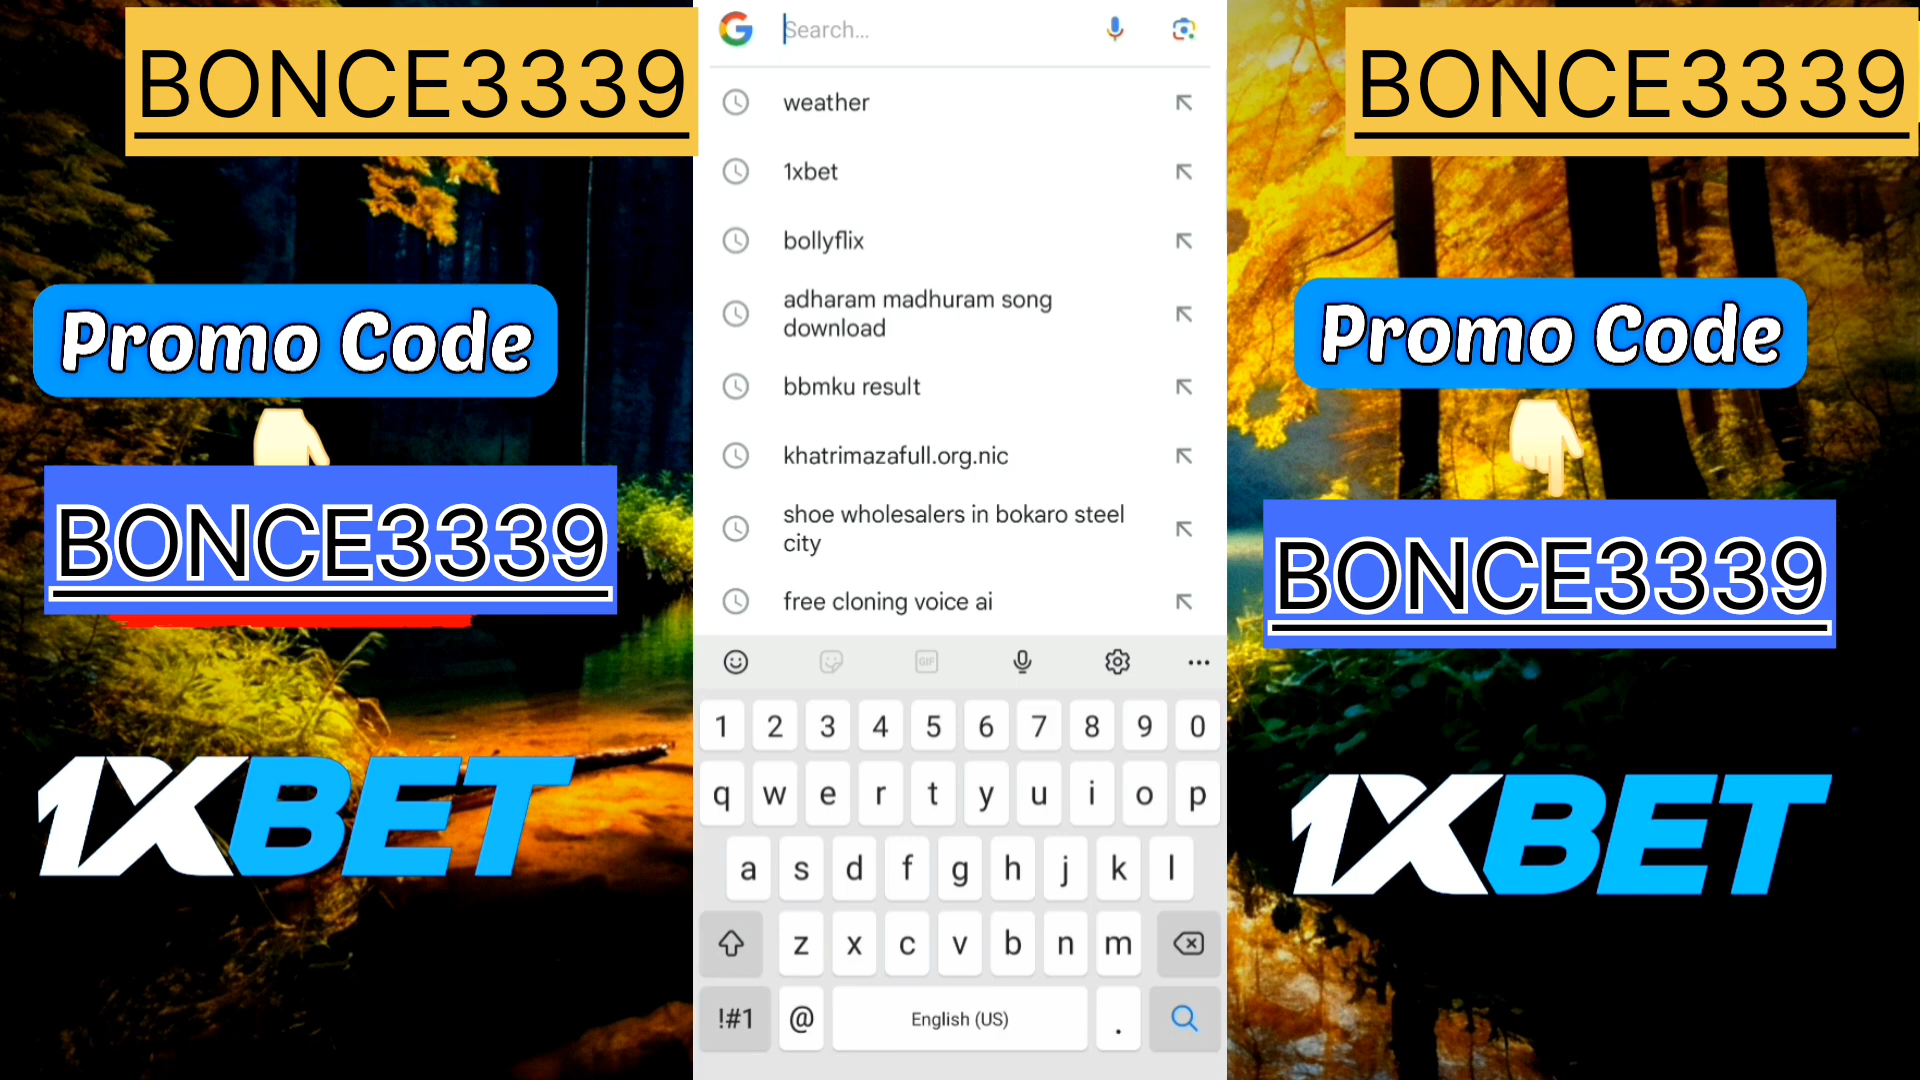 BONCE3339
Promo Code
BONCE3339
1XBET
Search...
weather
1xbet
bollyflix
adharam madhuram song
download
bbmku result
khatrimazafull.org.nic
shoe wholesalers in bokaro steel
city
free cloning voice ai
GIF
1 2 3 4 5 6 7 8 9 0
q w e r t y u i o p
a s d f g h j k l
z x c v b n m
!#1 @ English (US) .
BONCE3339
Promo Code
BONCE3339
1XBET